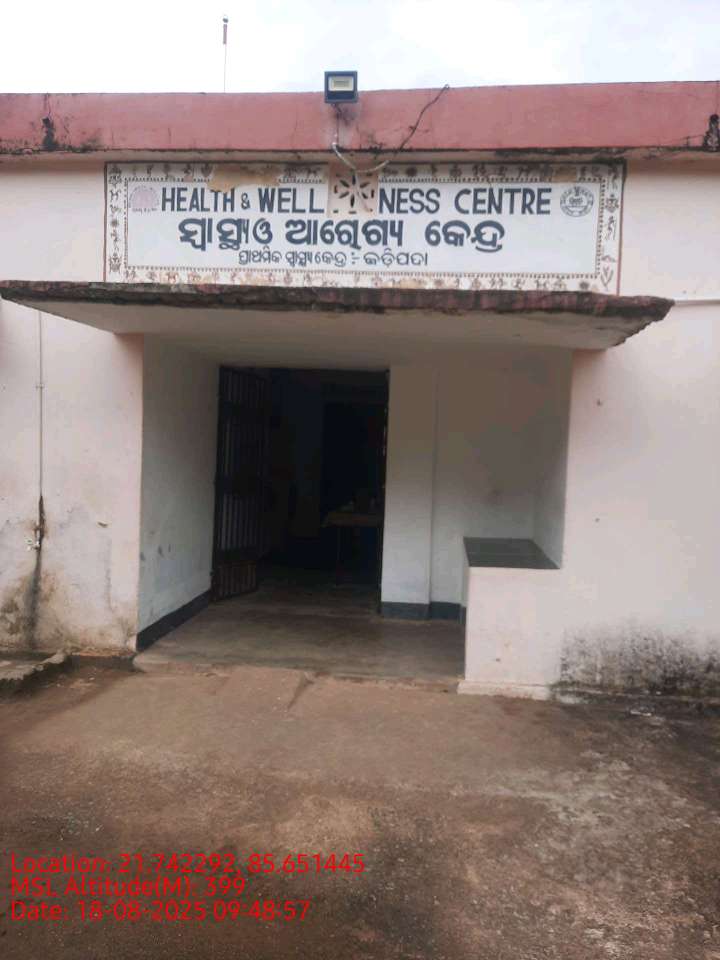 HEALTH & WELL NESS CENTRE
ସ୍ୱାସ୍ଥ୍ୟ ଓ ଆରୋଗ୍ୟ କେନ୍ଦ୍ର
ପ୍ରାଥମିକ ସ୍ୱାସ୍ଥ୍ୟ କେନ୍ଦ୍ର :- କଡ଼ିପଦା
Location: 21.742292, 85.651445
MSL Altitude(M): 399
Date: 18-08-2025 09:48:57